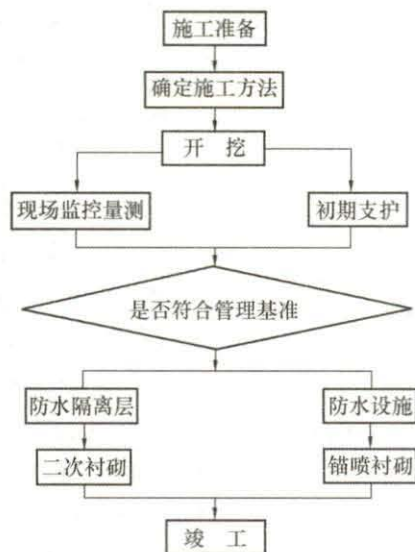 施工准备
确定施工方法
开 挖
现场监控量测
初期支护
是否符合管理基准
防水隔离层
防水设施
二次衬砌
锚喷衬砌
竣 工